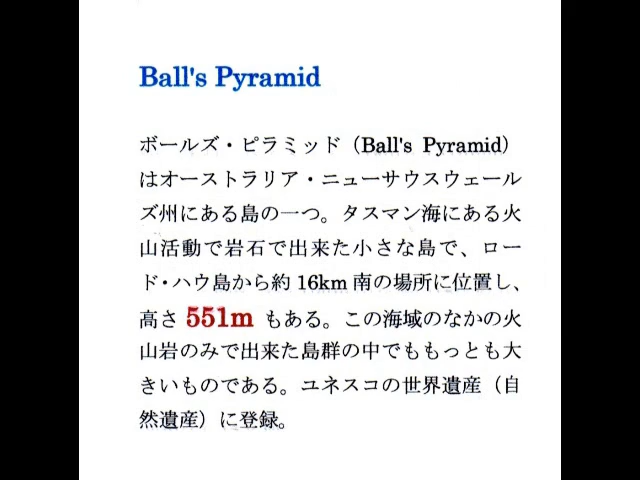 Ball's Pyramid
ボールズ・ピラミッド（Ball's Pyramid）
はオーストラリア・ニューサウスウェール
ズ州にある島の一つ。タスマン海にある火
山活動で岩石で出来た小さな島で、ロー
ド・ハウ島から約 16km 南の場所に位置し、
高さ 551m もある。この海域のなかの火
山岩のみで出来た島群の中でももっとも大
きいものである。ユネスコの世界遺産（自
然遺産）に登録。